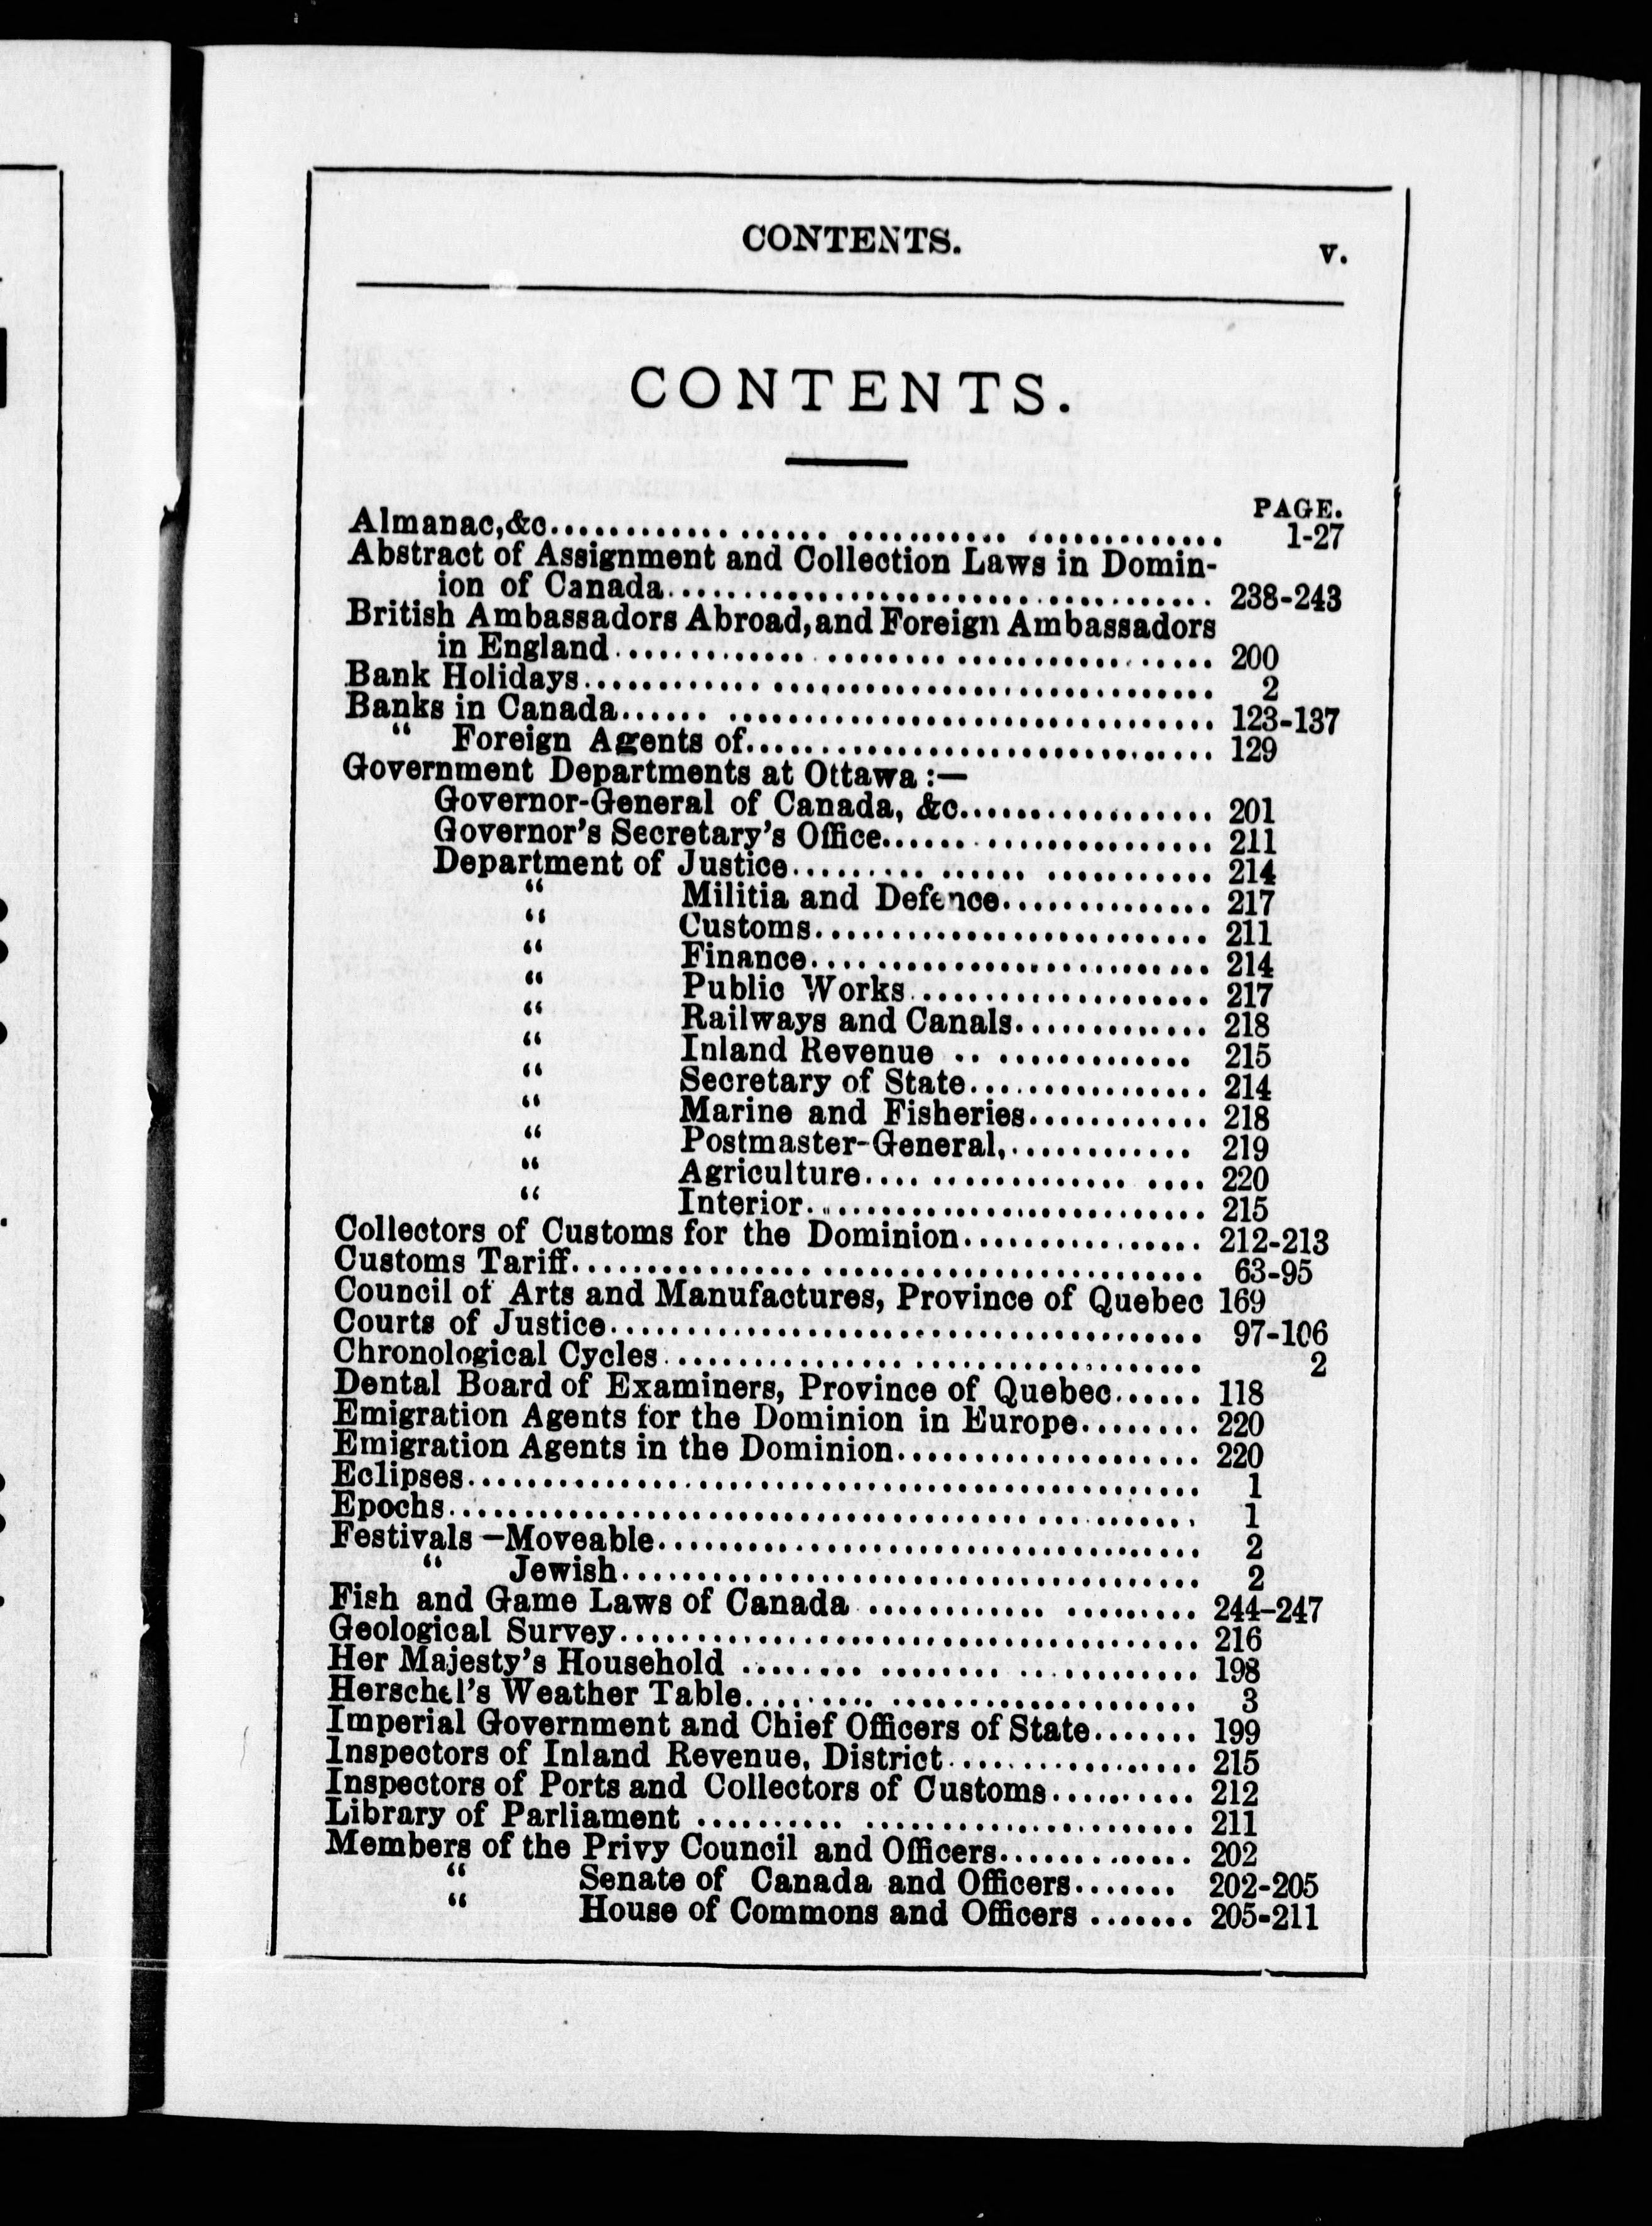 CONTENTS. v.
CONTENTS.
PAGE.
Almanac,&c. 1-27
Abstract of Assignment and Collection Laws in Domin-
ion of Canada. 238-243
British Ambassadors Abroad, and Foreign Ambassadors
in England. 200
Bank Holidays. 2
Banks in Canada. 123-137
“ Foreign Agents of. 129
Government Departments at Ottawa :—
Governor-General of Canada, &c. 201
Governor's Secretary's Office. 211
Department of Justice. 214
“ Militia and Defence. 217
“ Customs. 211
“ Finance. 214
“ Public Works. 217
“ Railways and Canals. 218
“ Inland Revenue 215
“ Secretary of State. 214
“ Marine and Fisheries. 218
“ Postmaster-General, 219
“ Agriculture. 220
“ Interior. 215
Collectors of Customs for the Dominion. 212-213
Customs Tariff. 63-95
Council of Arts and Manufactures, Province of Quebec 169
Courts of Justice. 97-106
Chronological Cycles. 2
Dental Board of Examiners, Province of Quebec. 118
Emigration Agents for the Dominion in Europe. 220
Emigration Agents in the Dominion. 220
Eclipses. 1
Epochs. 1
Festivals —Moveable. 2
“ Jewish. 2
Fish and Game Laws of Canada 244-247
Geological Survey. 216
Her Majesty's Household 198
Herschel's Weather Table. 3
Imperial Government and Chief Officers of State. 199
Inspectors of Inland Revenue, District. 215
Inspectors of Ports and Collectors of Customs. 212
Library of Parliament 211
Members of the Privy Council and Officers. 202
“ Senate of Canada and Officers. 202-205
“ House of Commons and Officers 205-211